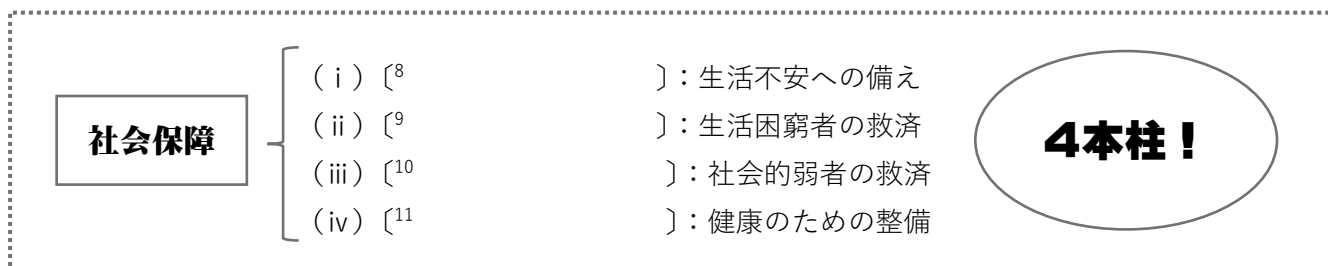 社会保障
（ⅰ）〔8 〕：生活不安への備え
（ⅱ）〔9 〕：生活困窮者の救済
（ⅲ）〔10 〕：社会的弱者の救済
（ⅳ）〔11 〕：健康のための整備
4本柱！